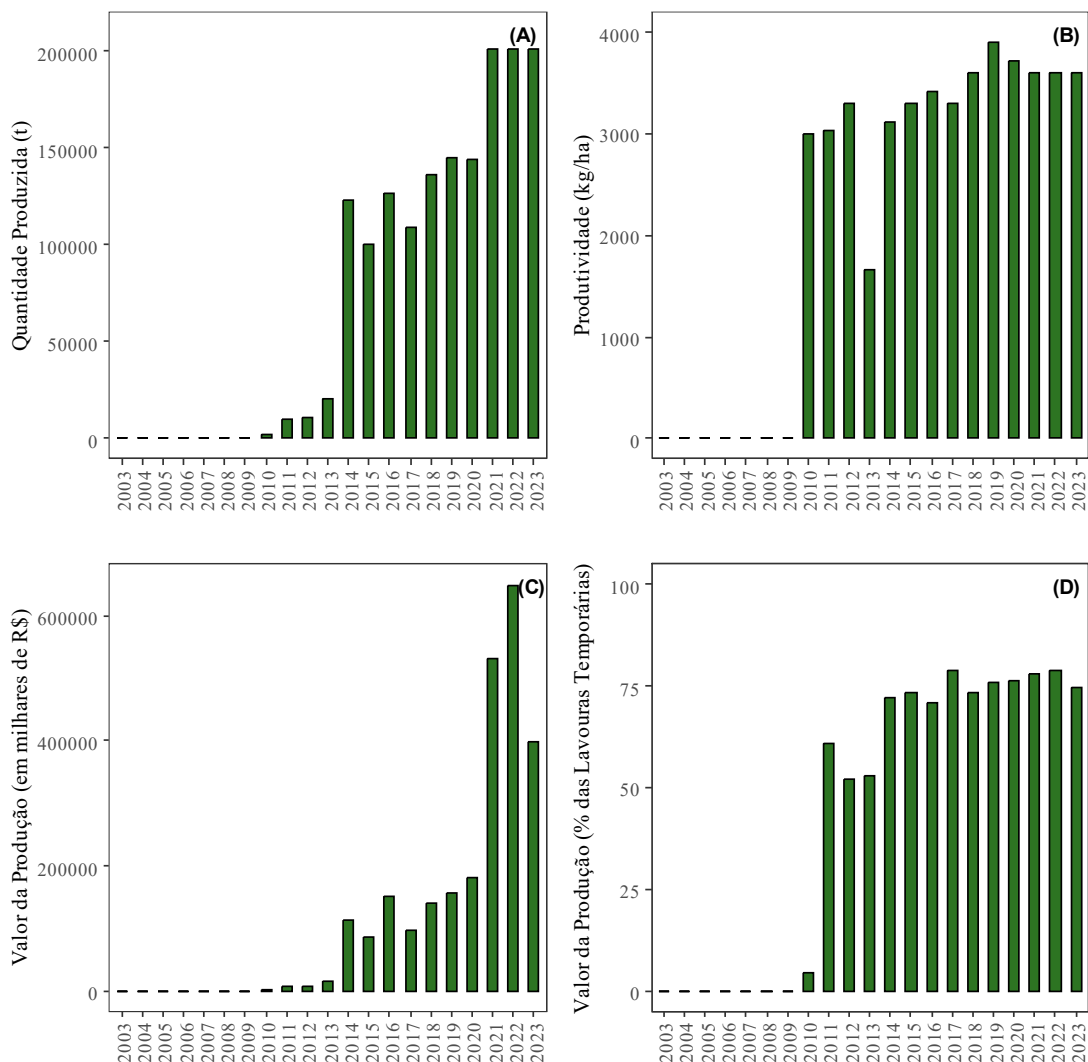 (A)
Quantidade Produzida (t)
200000
150000
100000
50000
0
2003 2004 2005 2006 2007 2008 2009 2010 2011 2012 2013 2014 2015 2016 2017 2018 2019 2020 2021 2022 2023
(B)
Produtividade (kg/ha)
4000
3000
2000
1000
0
2003 2004 2005 2006 2007 2008 2009 2010 2011 2012 2013 2014 2015 2016 2017 2018 2019 2020 2021 2022 2023
(C)
Valor da Produção (em milhares de R$)
600000
400000
200000
0
2003 2004 2005 2006 2007 2008 2009 2010 2011 2012 2013 2014 2015 2016 2017 2018 2019 2020 2021 2022 2023
(D)
Valor da Produção (% das Lavouras Temporárias)
100
75
50
25
0
2003 2004 2005 2006 2007 2008 2009 2010 2011 2012 2013 2014 2015 2016 2017 2018 2019 2020 2021 2022 2023